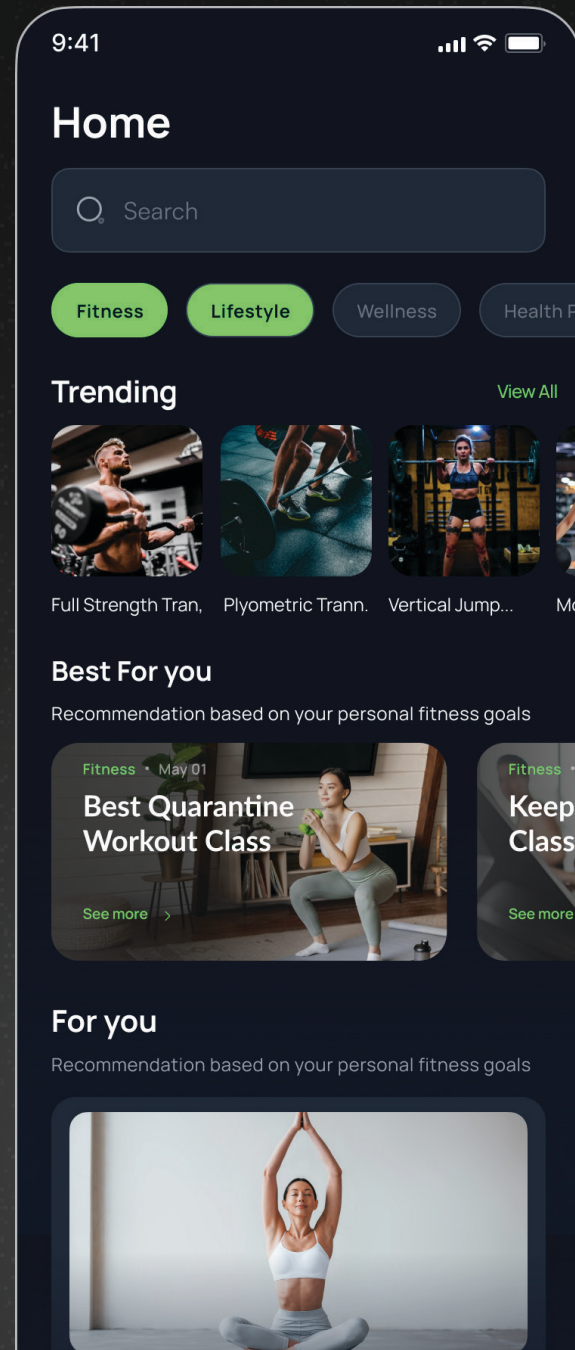 9:41
Home
Search
Fitness
Lifestyle
Wellness
Health
Trending
View All
Full Strength Tran,
Plyometric Trann.
Vertical Jump...
Best For you
Recommendation based on your personal fitness goals
Fitness • May 01
Best Quarantine
Workout Class
See more >
Fitness •
Keep
Class
See more
For you
Recommendation based on your personal fitness goals